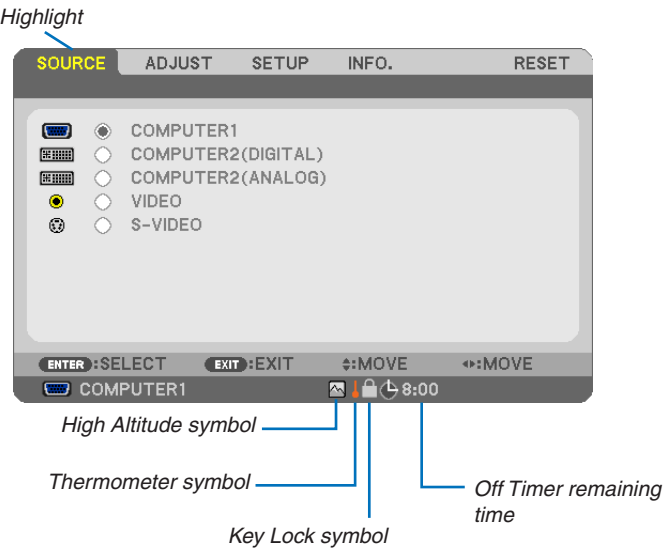 Highlight
SOURCE ADJUST SETUP INFO. RESET
COMPUTER1
COMPUTER2(DIGITAL)
COMPUTER2(ANALOG)
VIDEO
S-VIDEO
ENTER:SELECT EXIT:EXIT :MOVE :MOVE
COMPUTER1 8:00
High Altitude symbol
Thermometer symbol
Off Timer remaining
time
Key Lock symbol